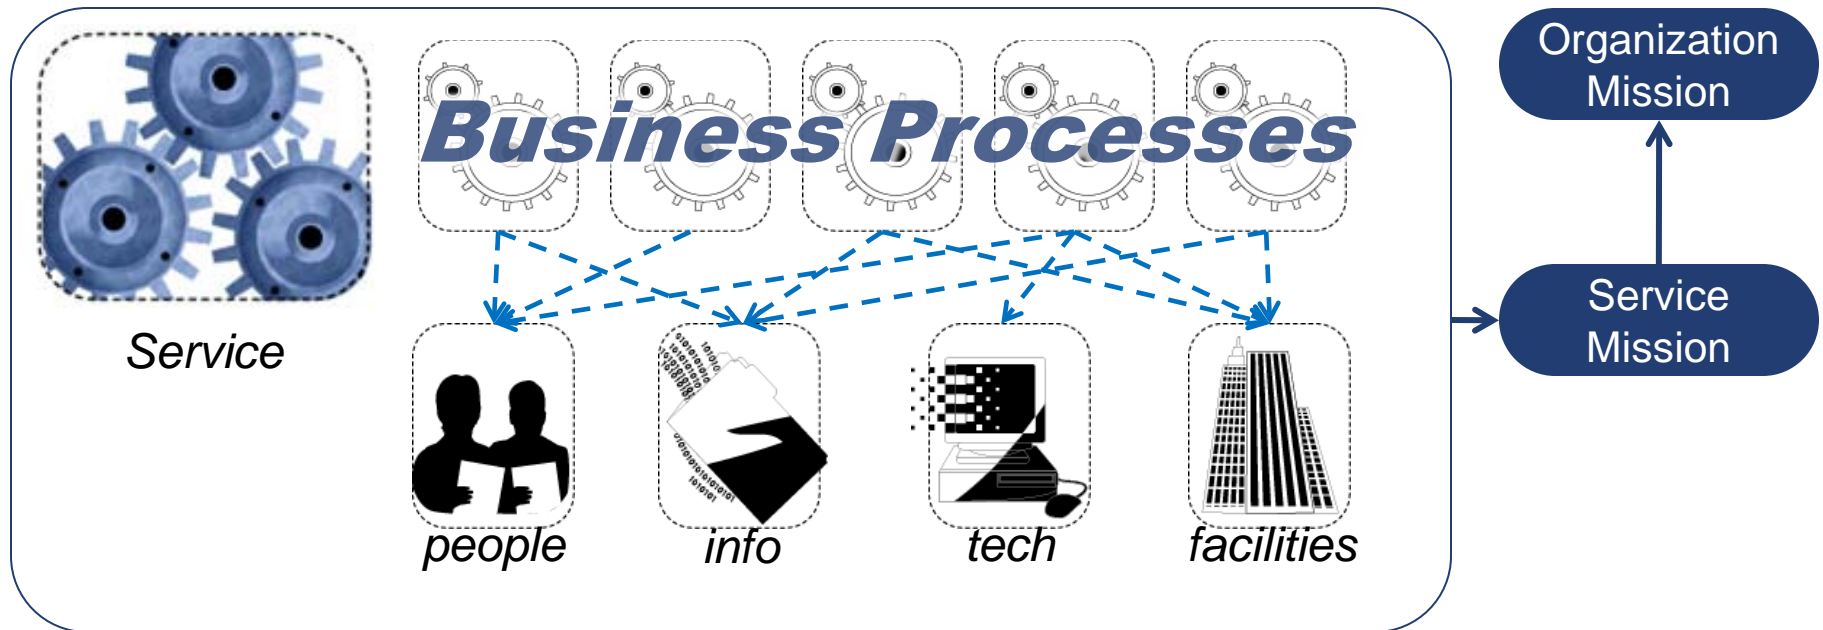 Business Processes
Service
people
info
tech
facilities
Organization
Mission
Service
Mission